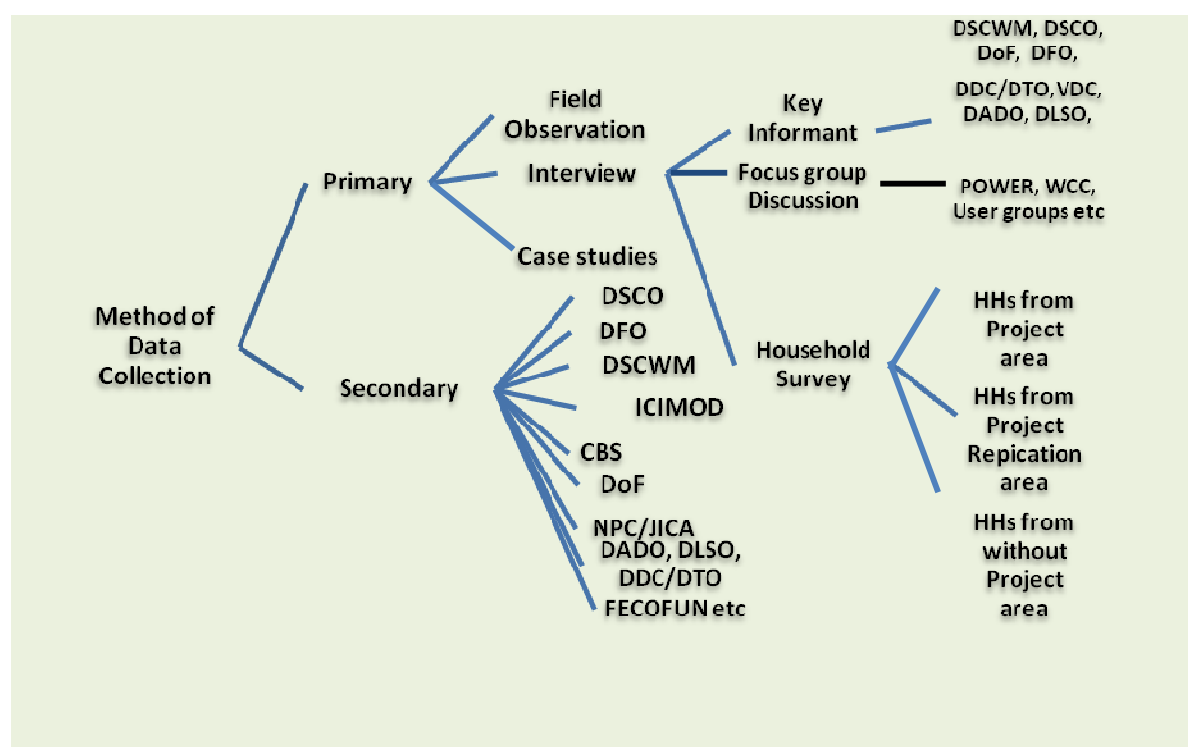 Method of
Data
Collection
Primary
Field
Observation
Interview
Case studies
Key
Informant
DSCWM, DSCO,
DoF, DFO,
DDC/DTO, VDC,
DADO, DLSO,
Focus group
Discussion
POWER, WCC,
User groups etc
Household
Survey
HHs from
Project
area
HHs from
Project
Repication
area
HHs from
without
Project
area
Secondary
DSCO
DFO
DSCWM
ICIMOD
CBS
DoF
NPC/JICA
DADO, DLSO,
DDC/DTO
FECOFUN etc